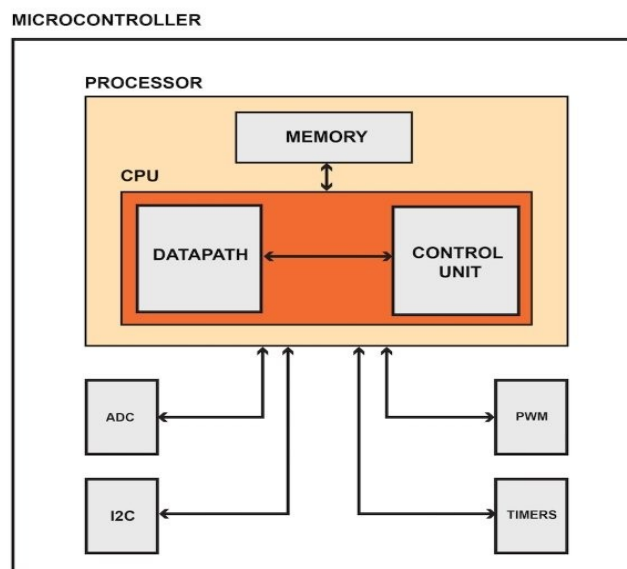 MICROCONTROLLER
PROCESSOR
MEMORY
CPU
DATAPATH
CONTROL
UNIT
ADC
PWM
I2C
TIMERS